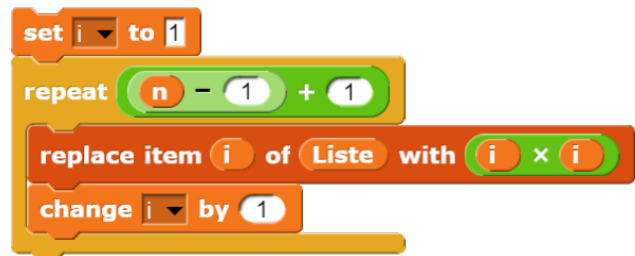 set i to 1
repeat n − 1 + 1
replace item i of Liste with i × i
change i by 1